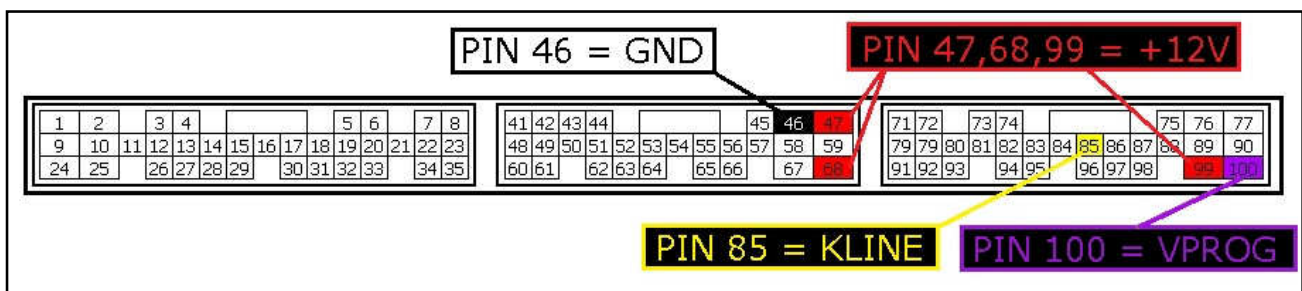 PIN 46 = GND
PIN 47,68,99 = +12V
1 2 3 4 5 6 7 8
9 10 11 12 13 14 15 16 17 18 19 20 21 22 23
24 25 26 27 28 29 30 31 32 33 34 35
41 42 43 44 45 46 47
48 49 50 51 52 53 54 55 56 57 58 59
60 61 62 63 64 65 66 67 68
71 72 73 74 75 76 77
79 79 80 81 82 83 84 85 86 87 88 89 90
91 92 93 94 95 96 97 98 99 100
PIN 85 = KLINE
PIN 100 = VPROG